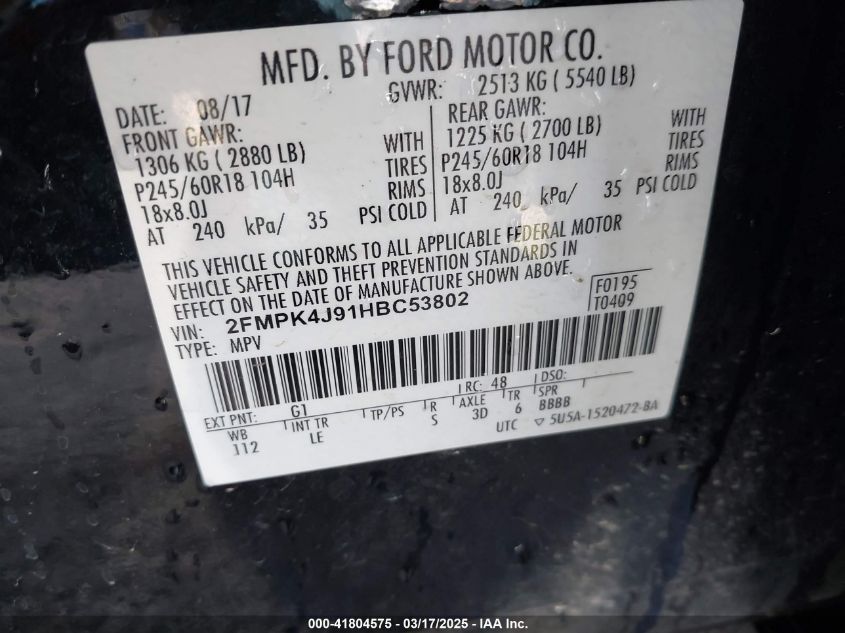 MFD. BY FORD MOTOR CO.
DATE: 08/17 GVWR: 2513 KG ( 5540 LB)
FRONT GAWR: REAR GAWR:
1306 KG ( 2880 LB) WITH 1225 KG ( 2700 LB) WITH
P245/60R18 104H TIRES P245/60R18 104H TIRES
18x8.0J RIMS 18x8.0J RIMS
AT 240 kPa/ 35 PSI COLD AT 240 kPa/ 35 PSI COLD
THIS VEHICLE CONFORMS TO ALL APPLICABLE FEDERAL MOTOR
VEHICLE SAFETY AND THEFT PREVENTION STANDARDS IN
EFFECT ON THE DATE OF MANUFACTURE SHOWN ABOVE.
VIN: 2FMPK4J91HBC53802 F0195
TYPE: MPV T0409
EXT PNT: G1 RC: 48 DSO:
WB INT TR TP/PS R AXLE TR SPR
112 LE S 3D 6 BBBB
UTC ▽ 5U5A-1520472-BA
000-41804575 - 03/17/2025 - IAA Inc.